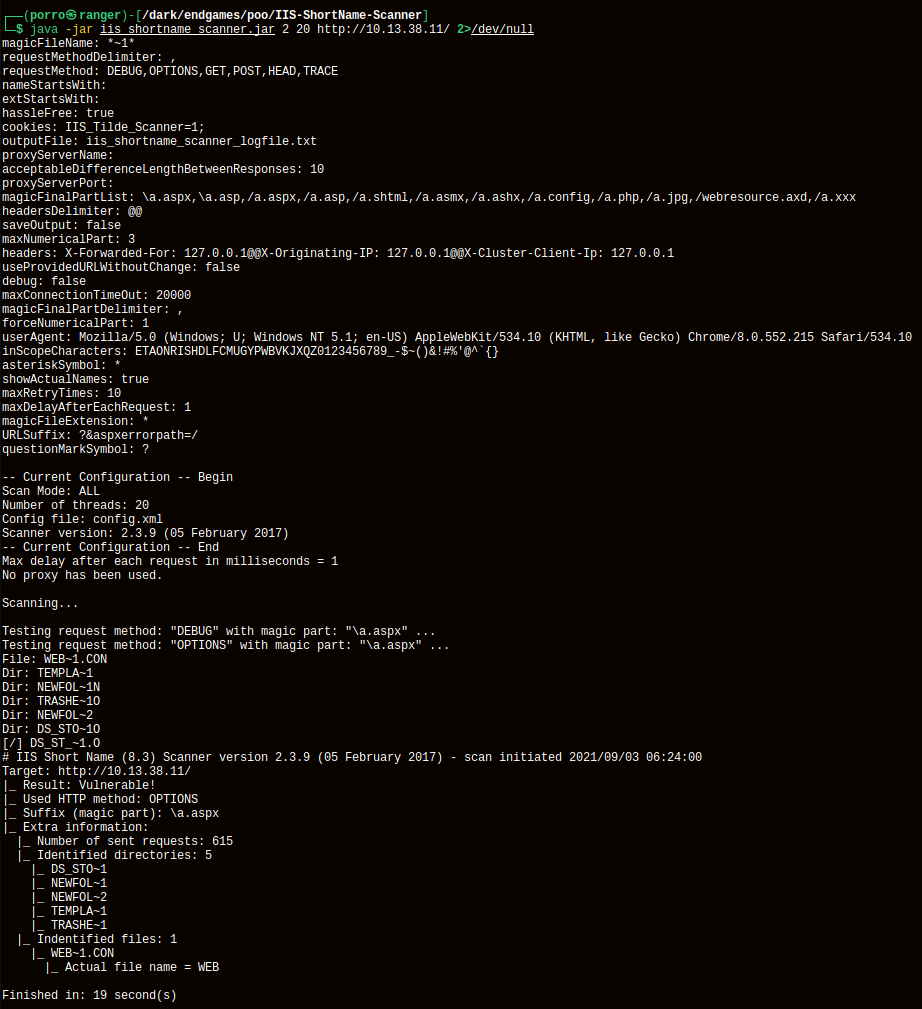 ┌──(porro㉿ranger)-[/dark/endgames/poo/IIS-ShortName-Scanner]
└─$ java -jar iis_shortname_scanner.jar 2 20 http://10.13.38.11/ 2>/dev/null
magicFileName: *~1*
requestMethodDelimiter: ,
requestMethod: DEBUG,OPTIONS,GET,POST,HEAD,TRACE
nameStartsWith:
extStartsWith:
hassleFree: true
cookies: IIS_Tilde_Scanner=1;
outputFile: iis_shortname_scanner_logfile.txt
proxyServerName:
acceptableDifferenceLengthBetweenResponses: 10
proxyServerPort:
magicFinalPartList: \a.aspx,\a.asp,/a.aspx,/a.asp,/a.shtml,/a.asmx,/a.ashx,/a.config,/a.php,/a.jpg,/webresource.axd,/a.xxx
headersDelimiter: @@
saveOutput: false
maxNumericalPart: 3
headers: X-Forwarded-For: 127.0.0.1@@X-Originating-IP: 127.0.0.1@@X-Cluster-Client-Ip: 127.0.0.1
useProvidedURLWithoutChange: false
debug: false
maxConnectionTimeOut: 20000
magicFinalPartDelimiter: ,
forceNumericalPart: 1
userAgent: Mozilla/5.0 (Windows; U; Windows NT 5.1; en-US) AppleWebKit/534.10 (KHTML, like Gecko) Chrome/8.0.552.215 Safari/534.10
inScopeCharacters: ETAONRISHDLFCMUGYPWBVKJXQZ0123456789_-$~()&!#%'@^`{}
asteriskSymbol: *
showActualNames: true
maxRetryTimes: 10
maxDelayAfterEachRequest: 1
magicFileExtension: *
URLSuffix: ?&aspxerrorpath=/
questionMarkSymbol: ?

-- Current Configuration -- Begin
Scan Mode: ALL
Number of threads: 20
Config file: config.xml
Scanner version: 2.3.9 (05 February 2017)
-- Current Configuration -- End
Max delay after each request in milliseconds = 1
No proxy has been used.

Scanning...

Testing request method: "DEBUG" with magic part: "\a.aspx" ...
Testing request method: "OPTIONS" with magic part: "\a.aspx" ...
File: WEB~1.CON
Dir: TEMPLA~1
Dir: NEWFOL~1N
Dir: TRASHE~1O
Dir: NEWFOL~2
Dir: DS_STO~1O
[/] DS_ST_~1.O
# IIS Short Name (8.3) Scanner version 2.3.9 (05 February 2017) - scan initiated 2021/09/03 06:24:00
Target: http://10.13.38.11/
|_ Result: Vulnerable!
|_ Used HTTP method: OPTIONS
|_ Suffix (magic part): \a.aspx
|_ Extra information:
  |_ Number of sent requests: 615
  |_ Identified directories: 5
    |_ DS_STO~1
    |_ NEWFOL~1
    |_ NEWFOL~2
    |_ TEMPLA~1
    |_ TRASHE~1
  |_ Indentified files: 1
    |_ WEB~1.CON
      |_ Actual file name = WEB

Finished in: 19 second(s)